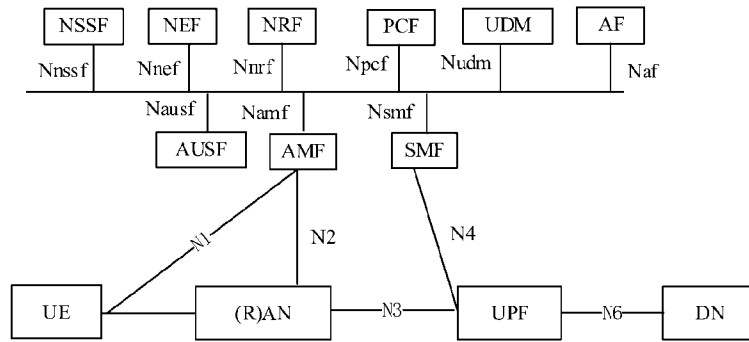 NSSF NEF NRF PCF UDM AF
Nnssf Nnef Nnrf Npcf Nudm Naf
Nausf Namf Nsmf
AUSF AMF SMF
N1 N2 N4
UE (R)AN N3 UPF N6 DN